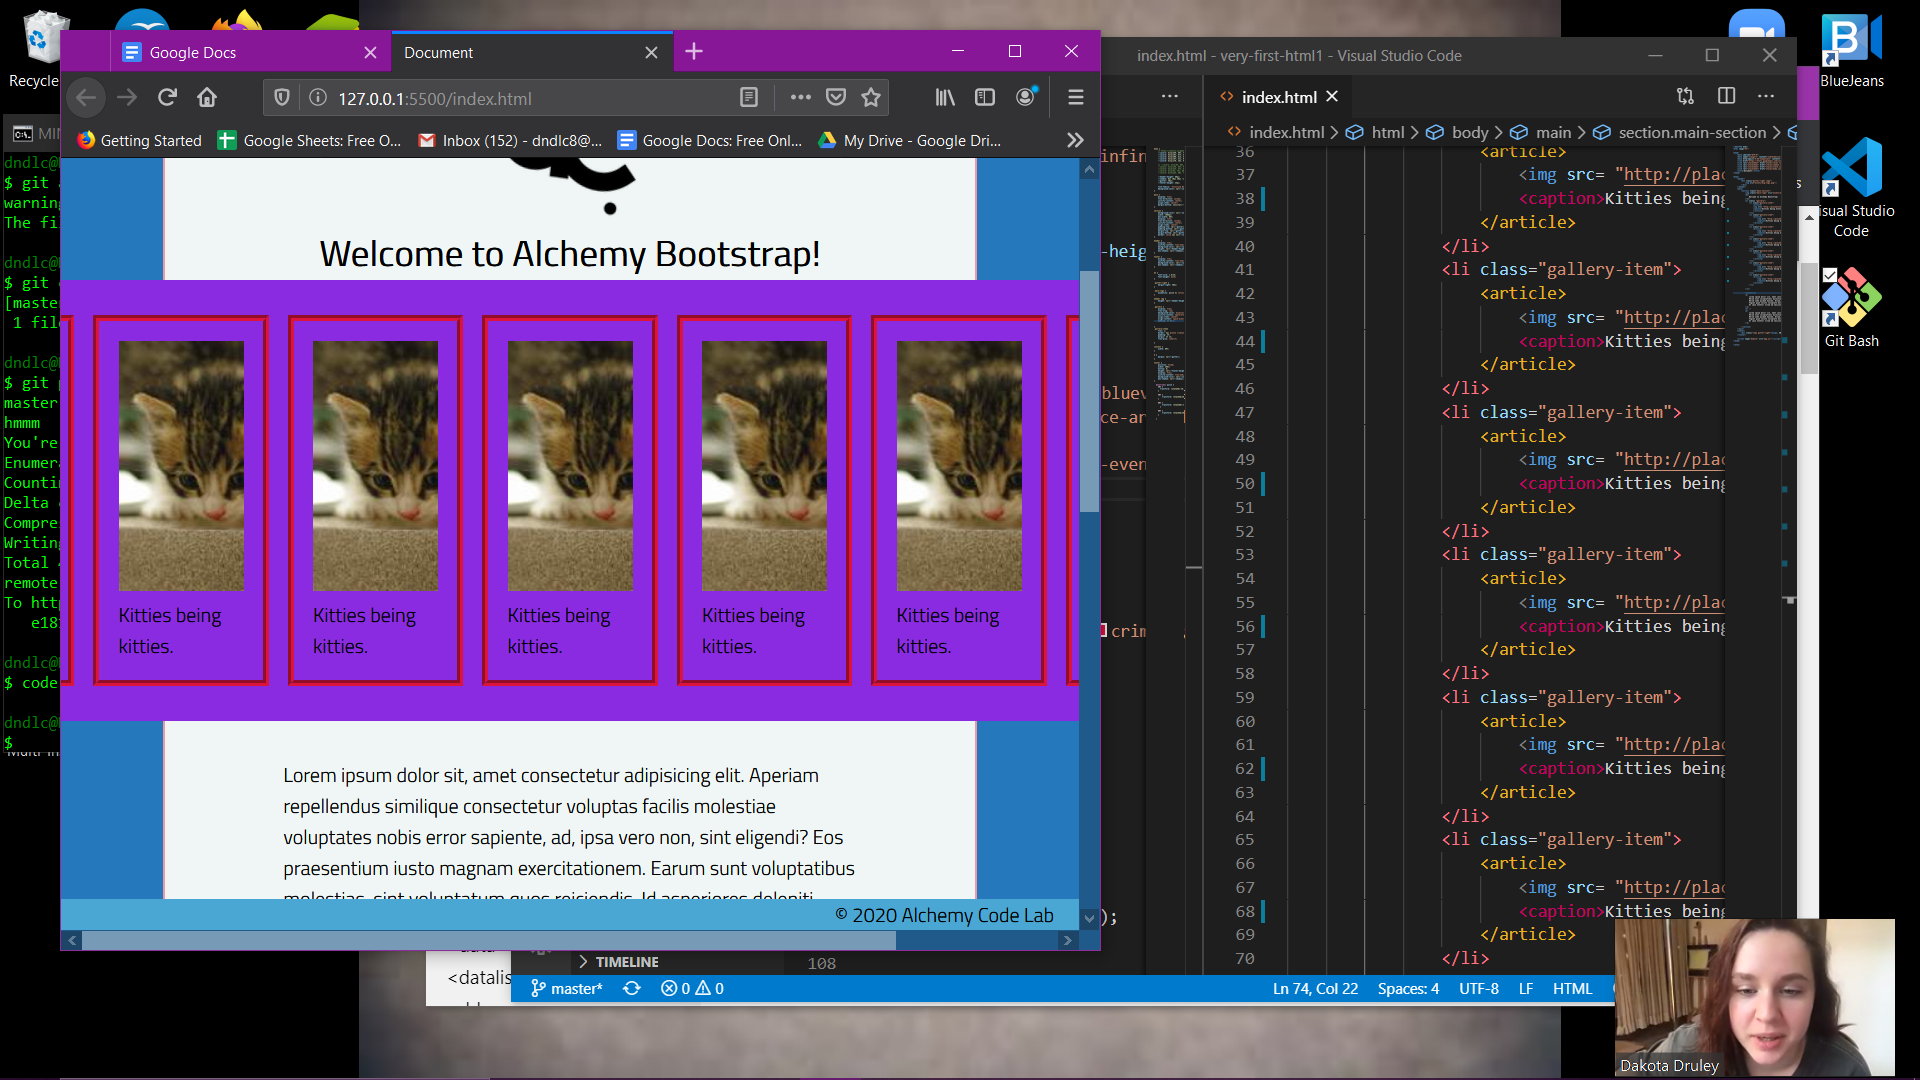 Recycle
BlueJeans
Visual Studio
Code
Git Bash
Google Docs
Document
127.0.0.1:5500/index.html
Getting Started
Google Sheets: Free O...
Inbox (152) - dndlc8@...
Google Docs: Free Onl...
My Drive - Google Dri...
dndlc@
$ git
warning
The fi
dndlc@
$ git
[maste
1 file
dndlc@
$ git
master
hmmm
You're
Enumer
Countin
Delta
Compre
Writing
Total
remote
To htt
e18
dndlc@
$ code
dndlc@
$
Welcome to Alchemy Bootstrap!
Kitties being
kitties.
Kitties being
kitties.
Kitties being
kitties.
Kitties being
kitties.
Kitties being
kitties.
Lorem ipsum dolor sit, amet consectetur adipisicing elit. Aperiam
repellendus similique consectetur voluptas facilis molestiae
voluptates nobis error sapiente, ad, ipsa vero non, sint eligendi? Eos
praesentium iusto magnam exercitationem. Earum sunt voluptatibus
molestias, sint voluptatum quos reiciendis. Id asperiores deleniti
© 2020 Alchemy Code Lab
<datalis
index.html - very-first-html1 - Visual Studio Code
index.html
index.html > html > body > main > section.main-section >
infin
-heig
bluev
ce-an
-even
crim
);
36 <article>
37 <img src= "http://plac
38 <caption>Kitties being
39 </article>
40 </li>
41 <li class="gallery-item">
42 <article>
43 <img src= "http://plac
44 <caption>Kitties being
45 </article>
46 </li>
47 <li class="gallery-item">
48 <article>
49 <img src= "http://plac
50 <caption>Kitties being
51 </article>
52 </li>
53 <li class="gallery-item">
54 <article>
55 <img src= "http://plac
56 <caption>Kitties being
57 </article>
58 </li>
59 <li class="gallery-item">
60 <article>
61 <img src= "http://plac
62 <caption>Kitties being
63 </article>
64 </li>
65 <li class="gallery-item">
66 <article>
67 <img src= "http://plac
68 <caption>Kitties being
69 </article>
70 </li>
TIMELINE
108
master*
0
0
Ln 74, Col 22
Spaces: 4
UTF-8
LF
HTML
Dakota Druley